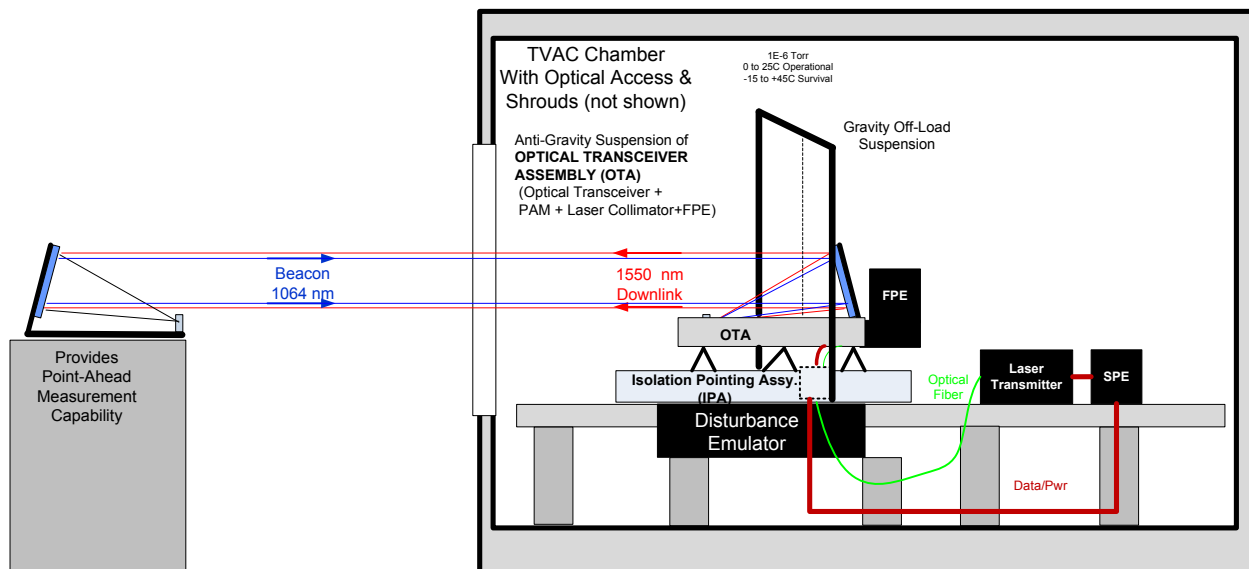 TVAC Chamber
With Optical Access &
Shrouds (not shown)
1E-6 Torr
0 to 25C Operational
-15 to +45C Survival
Anti-Gravity Suspension of
OPTICAL TRANSCEIVER
ASSEMBLY (OTA)
(Optical Transceiver +
PAM + Laser Collimator+FPE)
Gravity Off-Load
Suspension
Beacon
1064 nm
1550 nm
Downlink
FPE
OTA
Provides
Point-Ahead
Measurement
Capability
Isolation Pointing Assy.
(IPA)
Optical
Fiber
Laser
Transmitter
SPE
Disturbance
Emulator
Data/Pwr